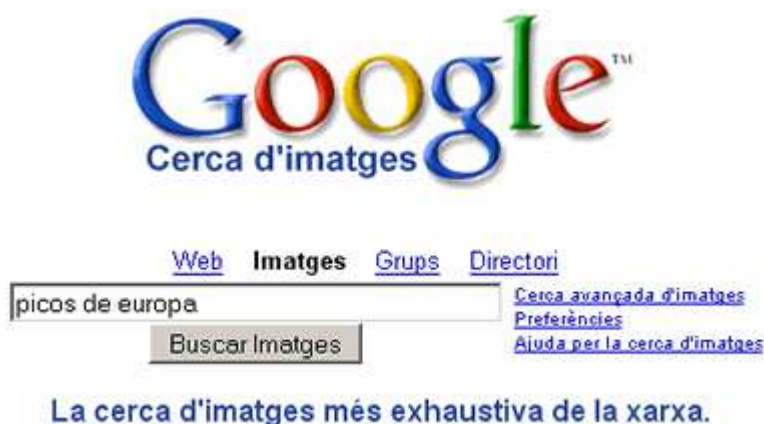 Google™
Cerca d'imatges
Web Imatges Grups Directori
picos de europa
Cerca avançada d'imatges
Preferències
Ajuda per la cerca d'imatges
Buscar Imatges
La cerca d'imatges més exhaustiva de la xarxa.